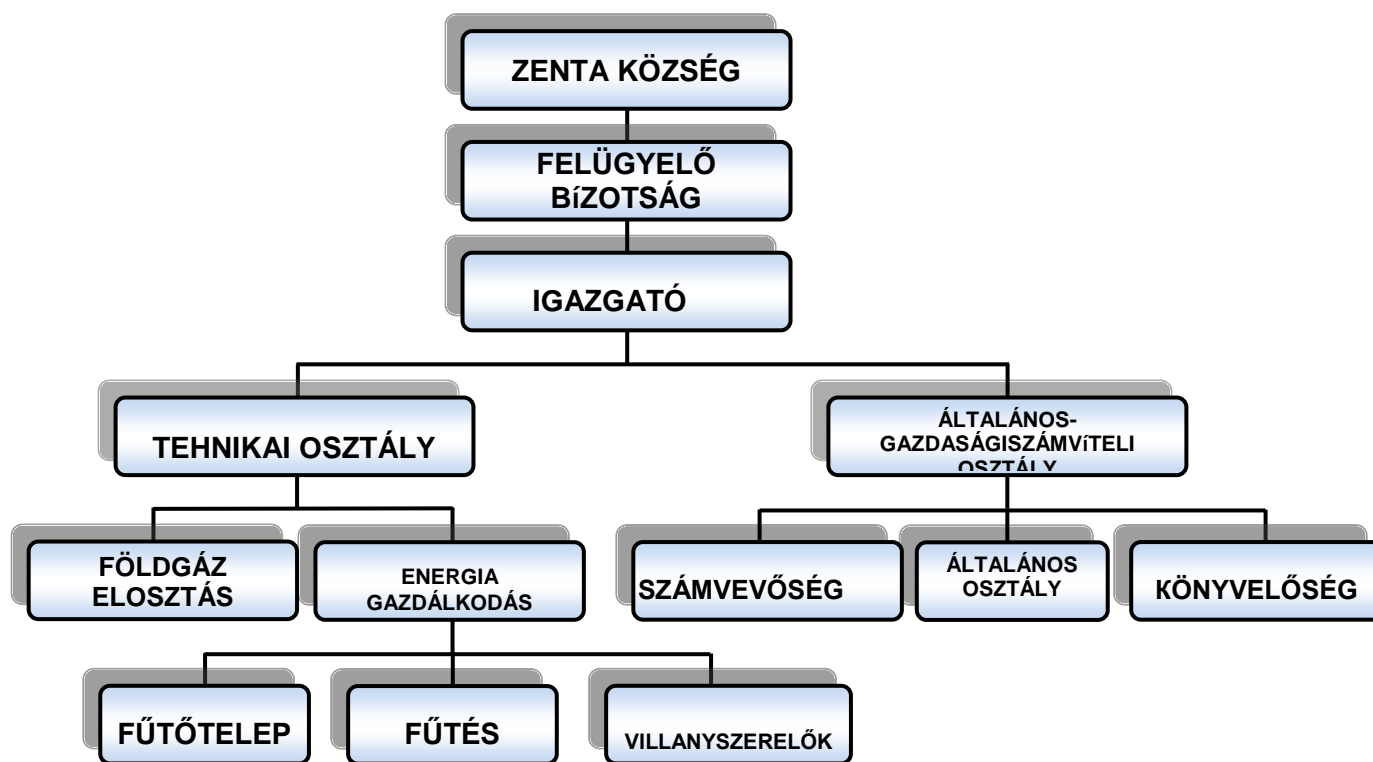 ZENTA KÖZSÉG
FELÜGYELŐ
BíZOTSÁG
IGAZGATÓ
TEHNIKAI OSZTÁLY
ÁLTALÁNOS-
GAZDASÁGISZÁMVíTELI
OSZTÁLY
FÖLDGÁZ
ELOSZTÁS
ENERGIA
GAZDÁLKODÁS
SZÁMVEVŐSÉG
ÁLTALÁNOS
OSZTÁLY
KÖNYVELŐSÉG
FŰTŐTELEP
FŰTÉS
VILLANYSZERELŐK